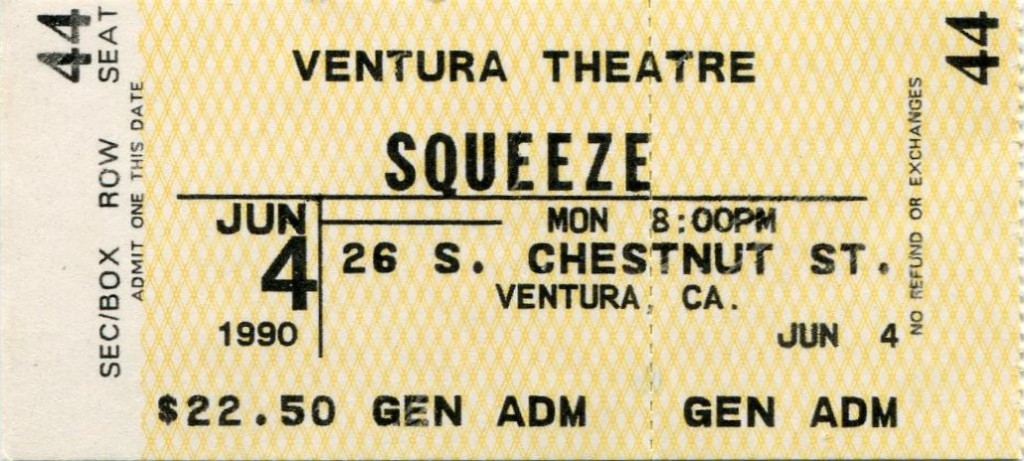 44
SEC/BOX ROW SEAT
ADMIT ONE THIS DATE
VENTURA THEATRE
SQUEEZE
JUN
4
1990
MON 8:00PM
26 S. CHESTNUT ST.
VENTURA, CA.
JUN 4
$22.50 GEN ADM
GEN ADM
NO REFUND OR EXCHANGES
44